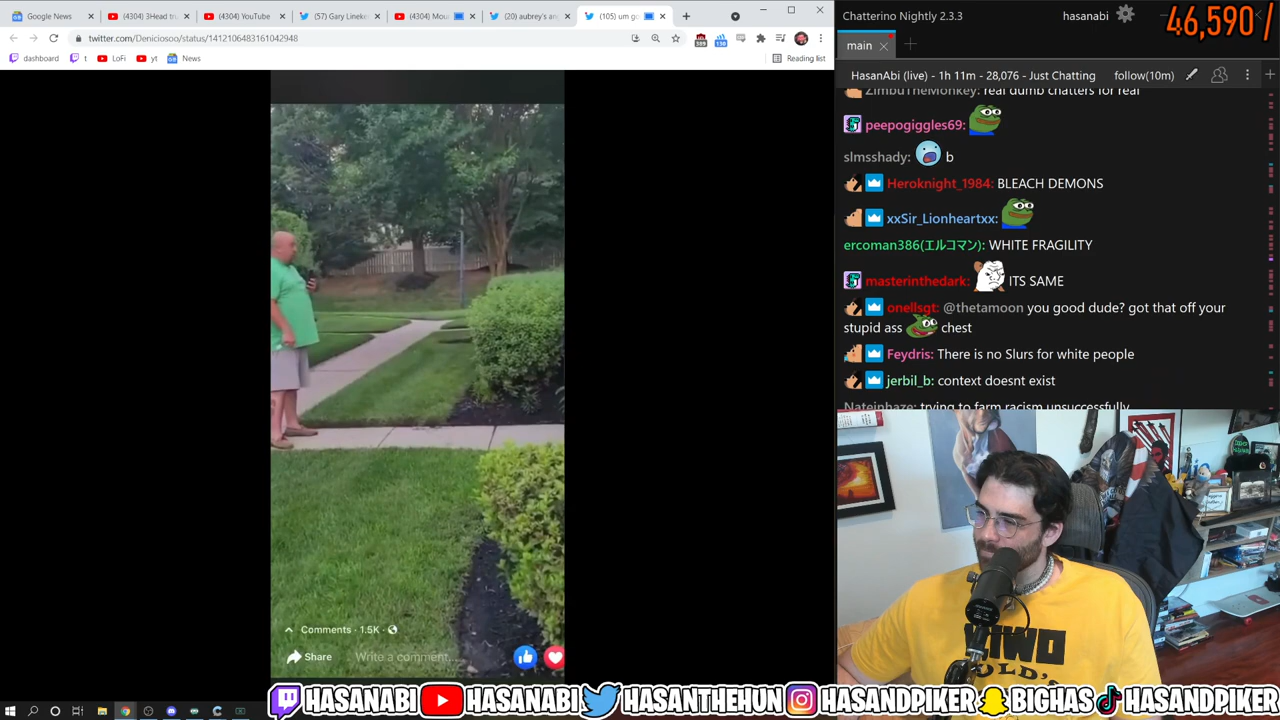 Google News
(4304) 3Head tru
(4304) YouTube
(57) Gary Lineker
(4304) Mou
(20) aubrey's an
(105) um go
twitter.com/Deniciosoo/status/1412106483161042948
dashboard
t
LoFi
yt
News
Reading list
Comments · 1.5K ·
Share
Write a comment...
Chatterino Nightly 2.3.3
hasanabi
46,590 /
main
HasanAbi (live) - 1h 11m - 28,076 - Just Chatting
follow(10m)
ZimbuTheMonkey: real dumb chatters for real
peepogiggles69:
slmsshady: b
Heroknight_1984: BLEACH DEMONS
xxSir_Lionheartxx:
ercoman386(エルコマン): WHITE FRAGILITY
masterinthedark: ITS SAME
onellsgt: @thetamoon you good dude? got that off your
stupid ass chest
Feydris: There is no Slurs for white people
jerbil_b: context doesnt exist
Nateinhaze: trying to farm racism unsuccessfully
HASANABI HASANABI HASANTHEHUN HASANDPIKER BIGHAS HASANDPIKER